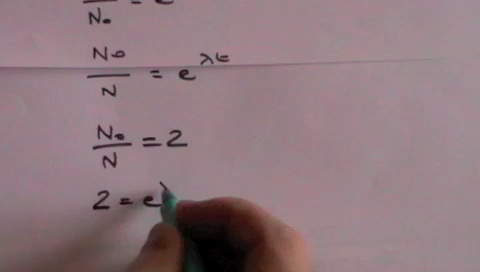 N₀/N = e^λt
N₀/N = 2
2 = e